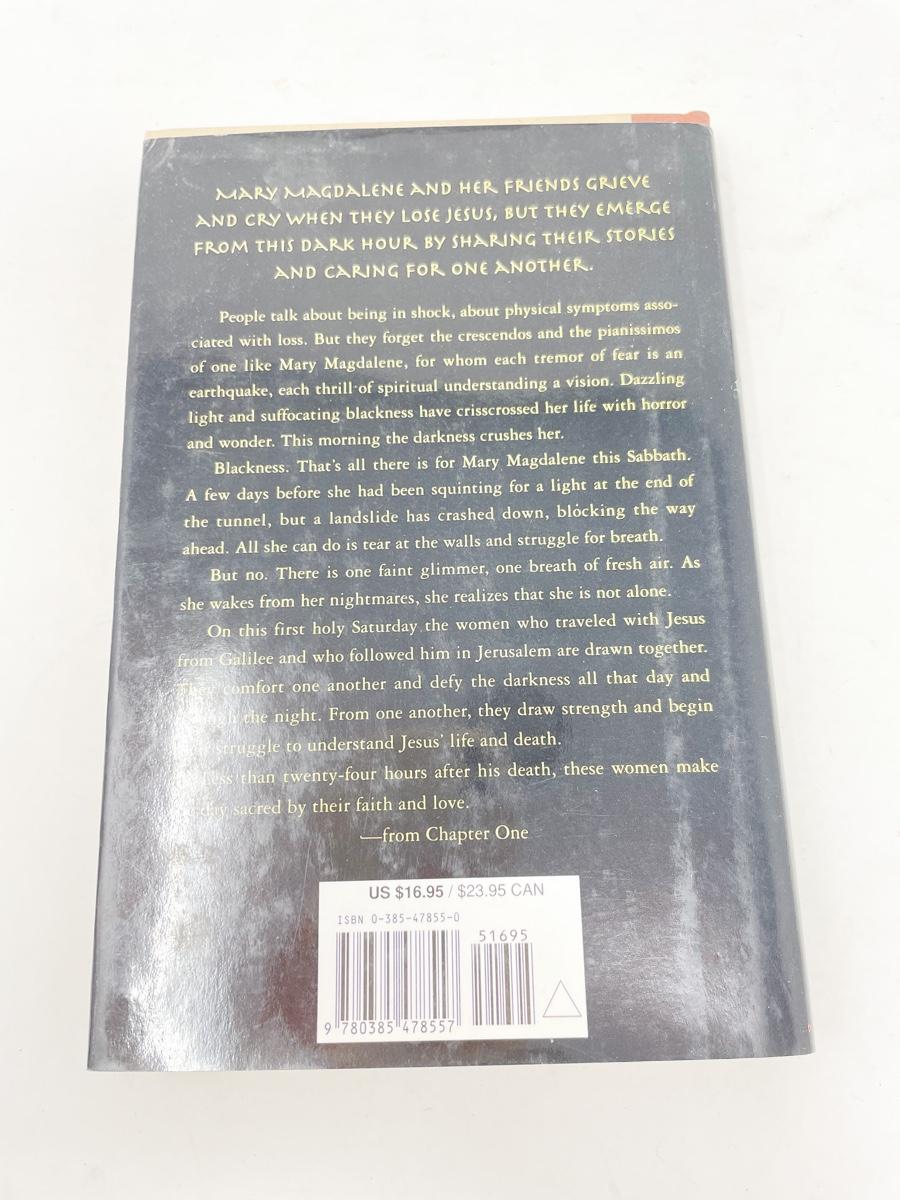 MARY MAGDALENE AND HER FRIENDS GRIEVE
AND CRY WHEN THEY LOSE JESUS, BUT THEY EMERGE
FROM THIS DARK HOUR BY SHARING THEIR STORIES
AND CARING FOR ONE ANOTHER.
People talk about being in shock, about physical symptoms asso-
ciated with loss. But they forget the crescendos and the pianissimos
of one like Mary Magdalene, for whom each tremor of fear is an
earthquake, each thrill of spiritual understanding a vision. Dazzling
light and suffocating blackness have crisscrossed her life with horror
and wonder. This morning the darkness crushes her.
Blackness. That's all there is for Mary Magdalene this Sabbath.
A few days before she had been squinting for a light at the end of
the tunnel, but a landslide has crashed down, blocking the way
ahead. All she can do is tear at the walls and struggle for breath.
But no. There is one faint glimmer, one breath of fresh air. As
she wakes from her nightmares, she realizes that she is not alone.
On this first holy Saturday the women who traveled with Jesus
from Galilee and who followed him in Jerusalem are drawn together.
They comfort one another and defy the darkness all that day and
the night. From one another, they draw strength and begin
struggle to understand Jesus' life and death.
Less than twenty-four hours after his death, these women make
day sacred by their faith and love.
—from Chapter One
US $16.95 / $23.95 CAN
ISBN 0-385-47855-0
51695
9 780385 478557